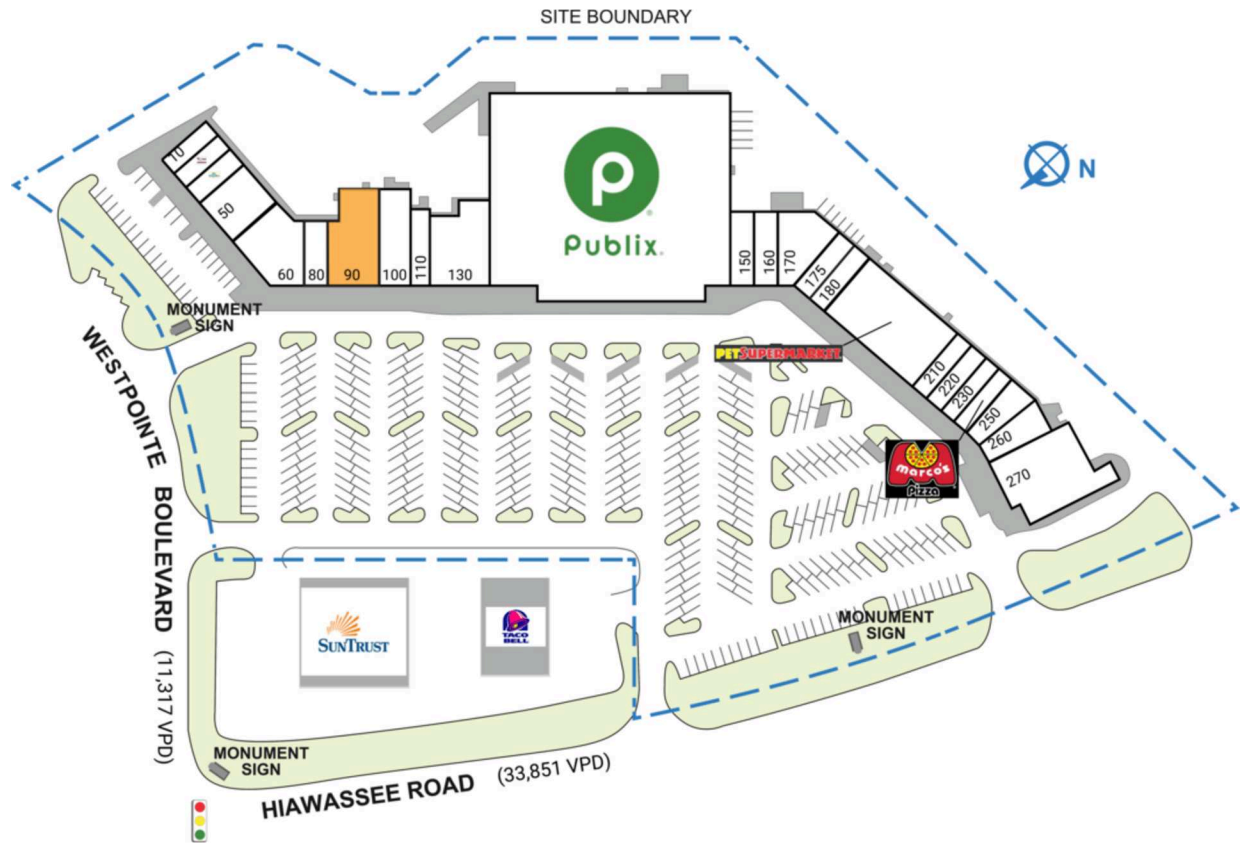 SITE BOUNDARY
N
Publix.
10
50
60
80
90
100
110
130
150
160
170
175
180
PETSUPERMARKET
210
220
230
250
260
270
marco's
Pizza
MONUMENT
SIGN
WESTPOINTE BOULEVARD (11,317 VPD)
SUNTRUST
TACO
BELL
MONUMENT
SIGN
MONUMENT
SIGN
HIAWASSEE ROAD (33,851 VPD)